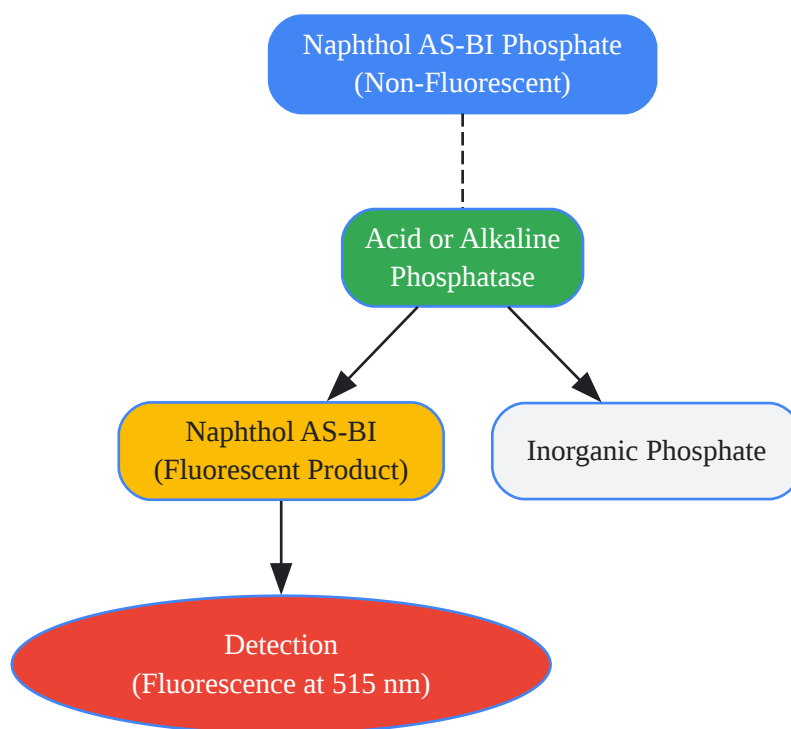 Naphthol AS-BI Phosphate
(Non-Fluorescent)
Acid or Alkaline
Phosphatase
Naphthol AS-BI
(Fluorescent Product)
Inorganic Phosphate
Detection
(Fluorescence at 515 nm)